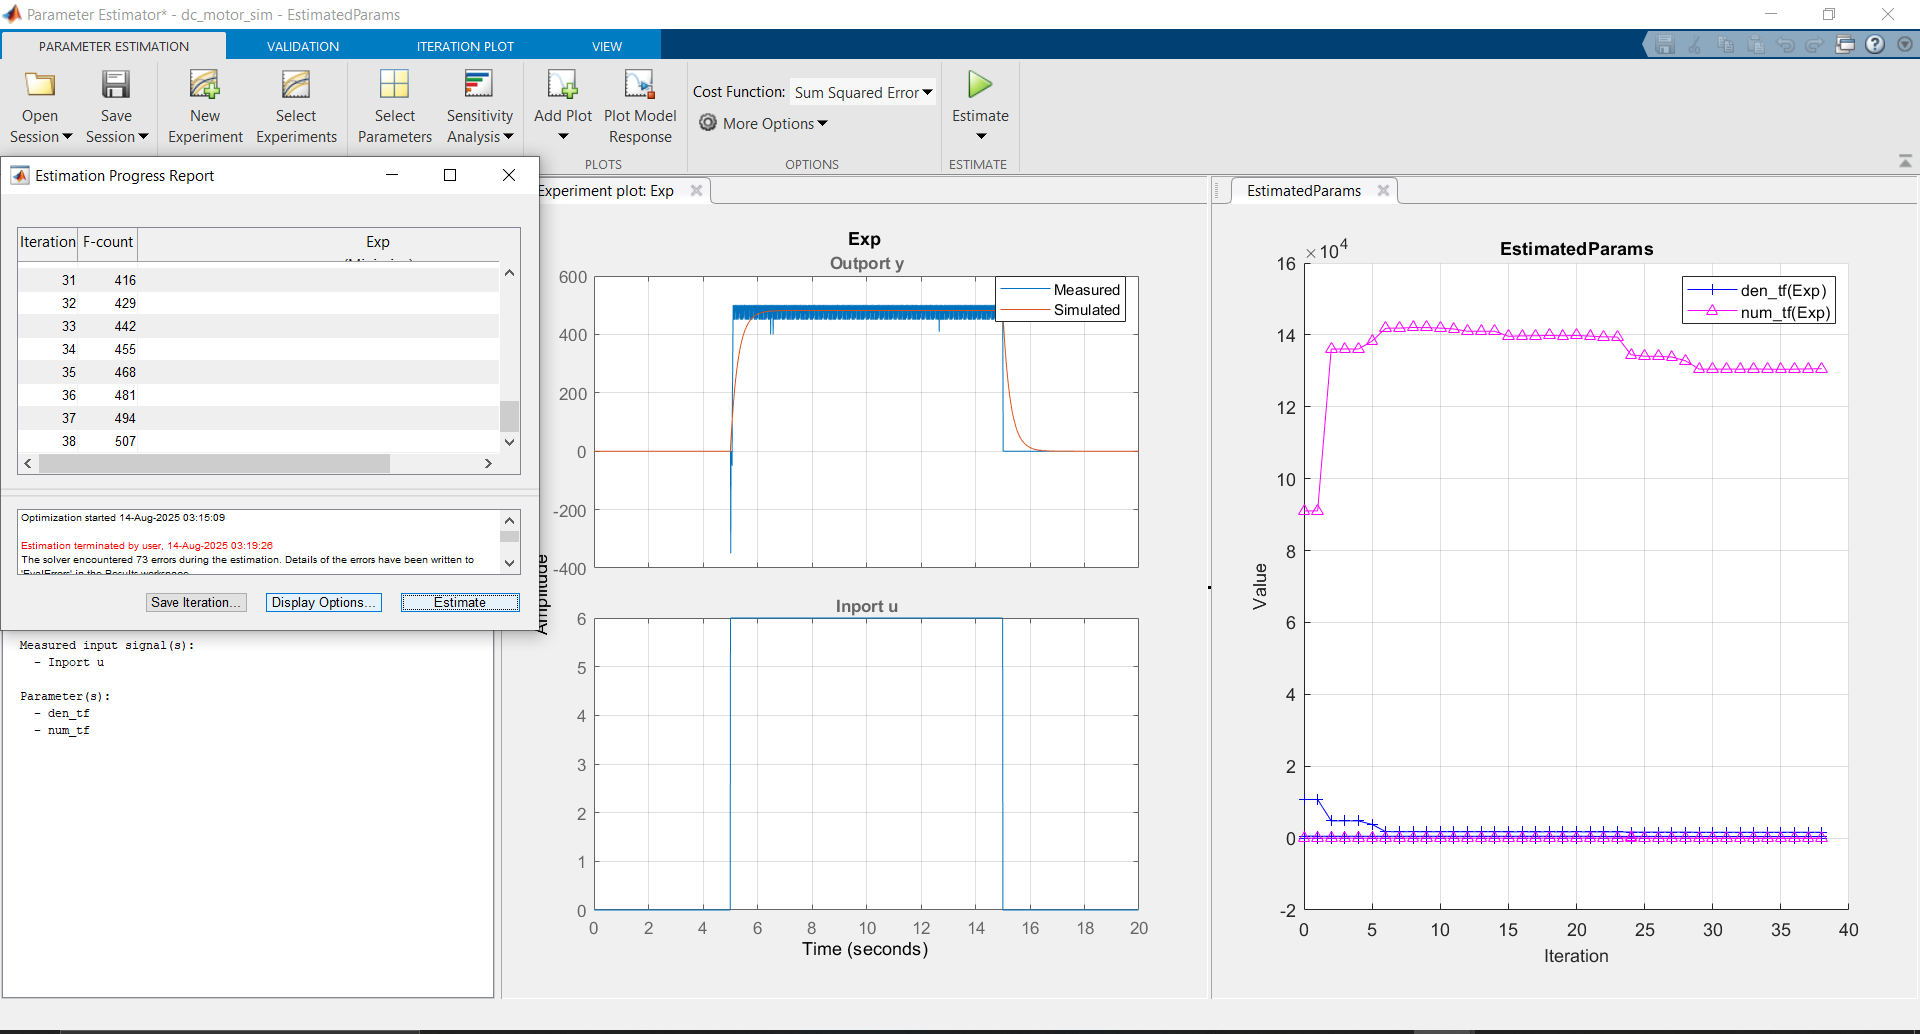 Parameter Estimator* - dc_motor_sim - EstimatedParams
PARAMETER ESTIMATION
VALIDATION
ITERATION PLOT
VIEW
Open Session
Save Session
New Experiment
Select Experiments
Select Parameters
Sensitivity Analysis
Add Plot
Plot Model Response
Cost Function: Sum Squared Error
More Options
Estimate
PLOTS
OPTIONS
ESTIMATE
Estimation Progress Report
Iteration F-count Exp
31 416
32 429
33 442
34 455
35 468
36 481
37 494
38 507
Optimization started 14-Aug-2025 03:15:09
Estimation terminated by user, 14-Aug-2025 03:19:26
The solver encountered 73 errors during the estimation. Details of the errors have been written to
Save Iteration...
Display Options...
Estimate
Measured input signal(s):
- Inport u
Parameter(s):
- den_tf
- num_tf
Experiment plot: Exp
Exp
Outport y
600
400
200
0
-200
-400
Measured
Simulated
Amplitude
Inport u
6
5
4
3
2
1
0
0 2 4 6 8 10 12 14 16 18 20
Time (seconds)
EstimatedParams
×10^4
EstimatedParams
16
14
12
10
8
6
4
2
0
-2
den_tf(Exp)
num_tf(Exp)
Value
0 5 10 15 20 25 30 35 40
Iteration